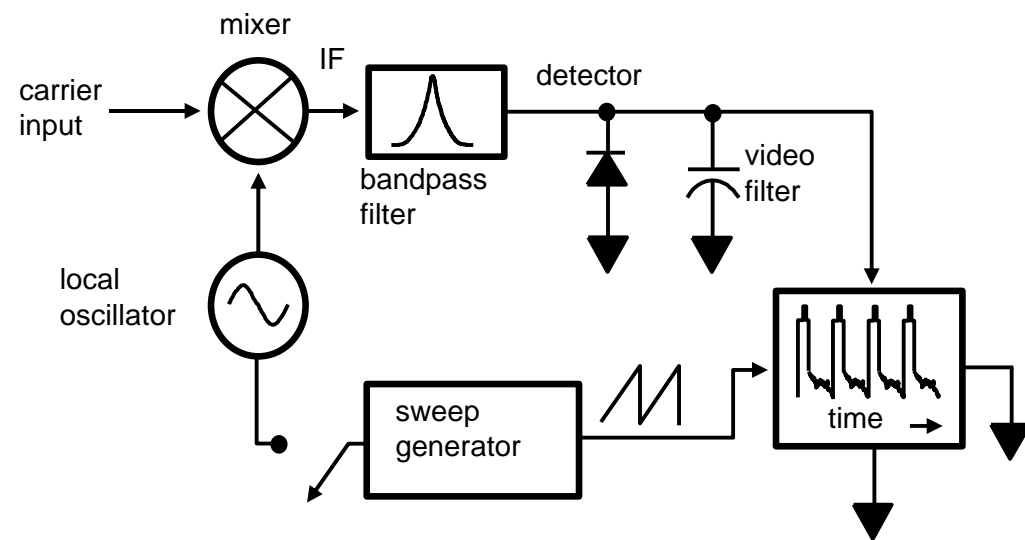 mixer
IF
carrier
input
detector
bandpass
filter
video
filter
local
oscillator
sweep
generator
time